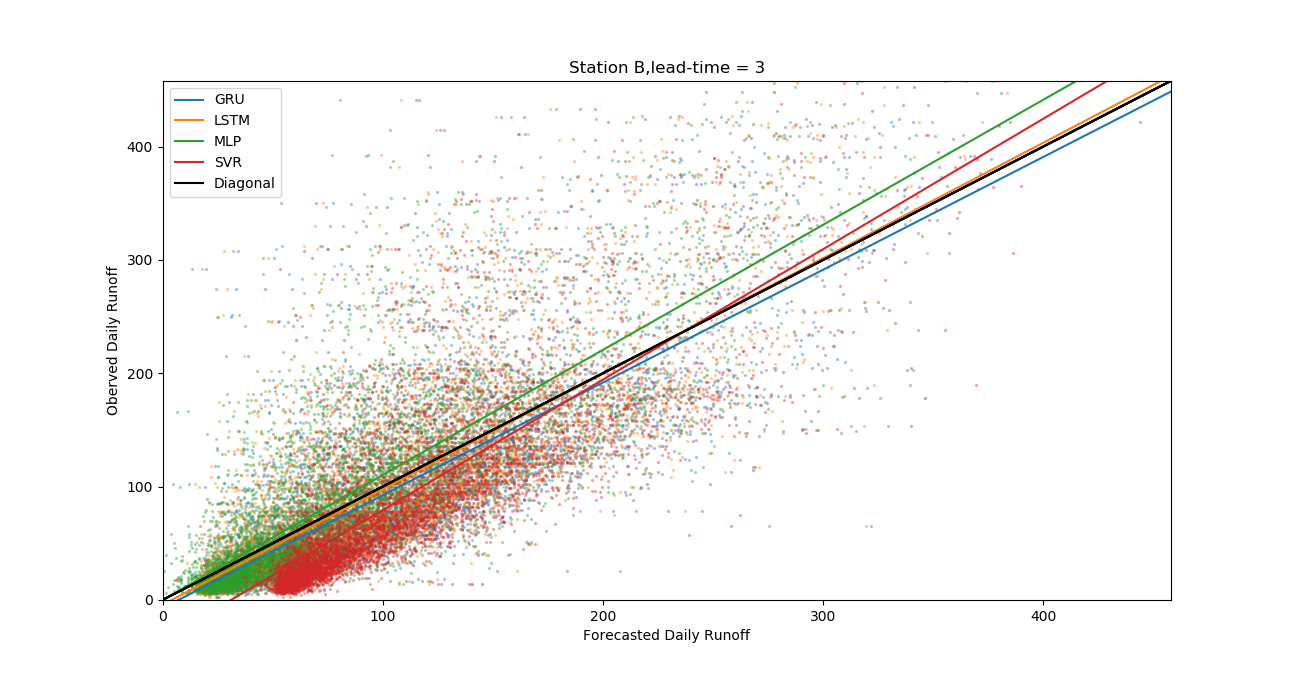 Station B,lead-time = 3
GRU
LSTM
MLP
SVR
Diagonal
Oberved Daily Runoff
400
300
200
100
0
0 100 200 300 400
Forecasted Daily Runoff